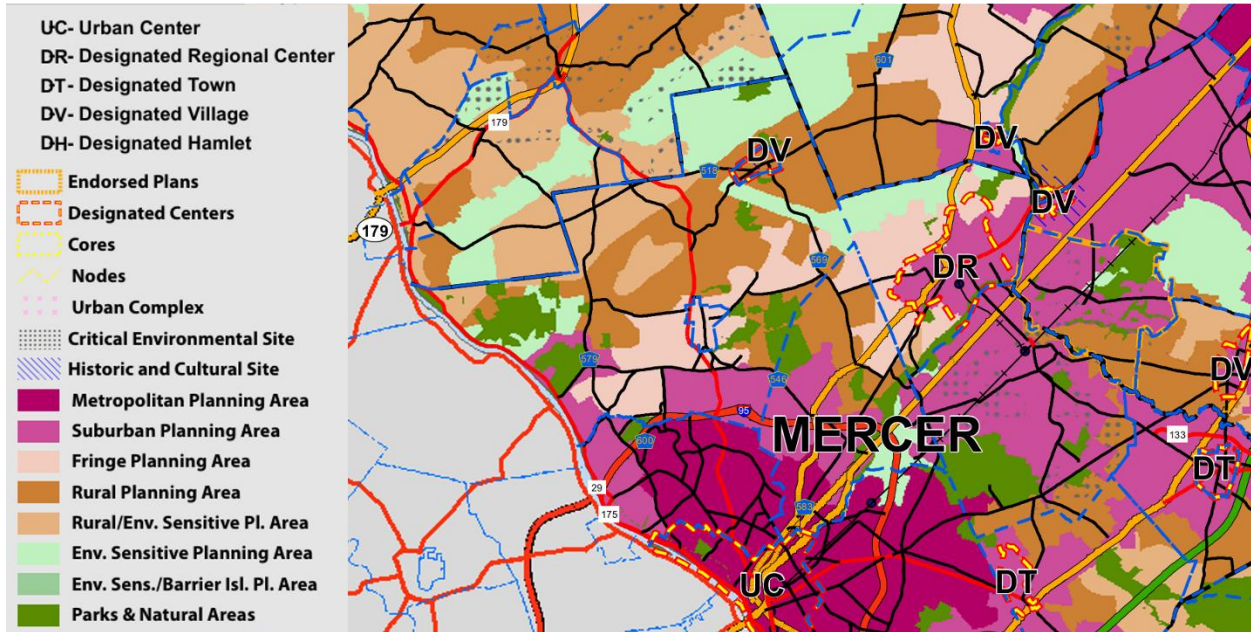 UC- Urban Center
DR- Designated Regional Center
DT- Designated Town
DV- Designated Village
DH- Designated Hamlet
Endorsed Plans
Designated Centers
Cores
Nodes
Urban Complex
Critical Environmental Site
Historic and Cultural Site
Metropolitan Planning Area
Suburban Planning Area
Fringe Planning Area
Rural Planning Area
Rural/Env. Sensitive Pl. Area
Env. Sensitive Planning Area
Env. Sens./Barrier Isl. Pl. Area
Parks & Natural Areas
601
179
DV
DV
518
DV
179
569
DR
579
DV
546
95
MERCER
600
133
DT
29
175
583
UC
DT